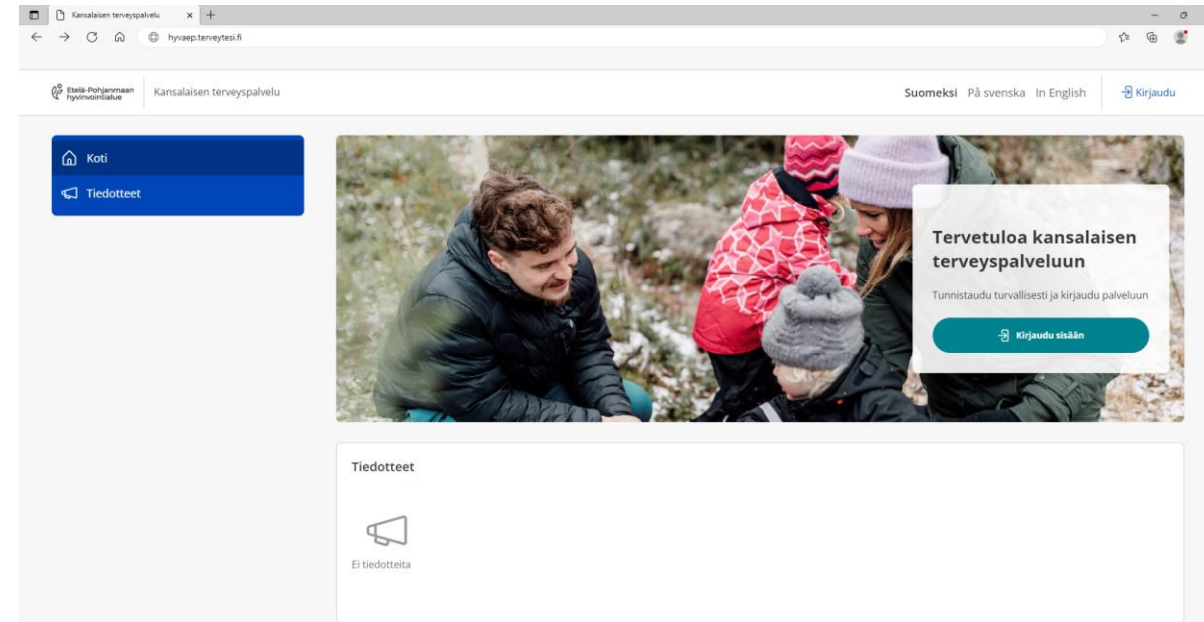 Kansalaisen terveyspalvelu
hyvaep.terveytesi.fi
Etelä-Pohjanmaan
hyvinvointialue
Kansalaisen terveyspalvelu
Suomeksi På svenska In English
Kirjaudu
Koti
Tiedotteet
Tervetuloa kansalaisen
terveyspalveluun
Tunnistaudu turvallisesti ja kirjaudu palveluun
Kirjaudu sisään
Tiedotteet
Ei tiedotteita